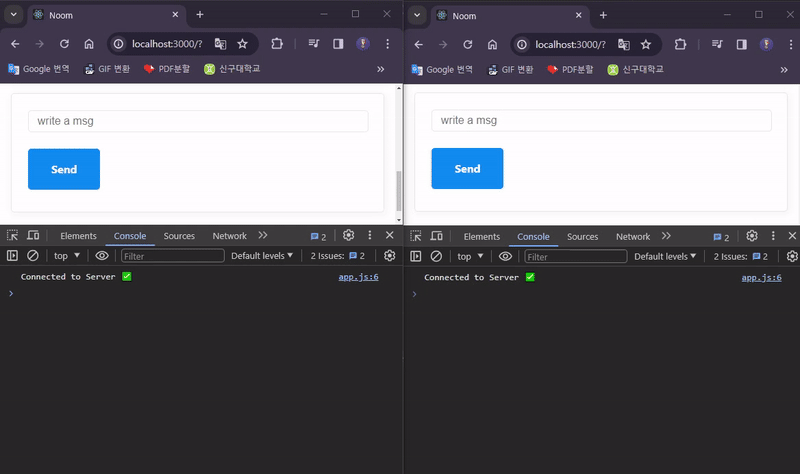 Noom
localhost:3000/?
Google 번역 GIF 변환 PDF분할 신구대학교
write a msg
Send
Elements Console Sources Network 2
top Filter Default levels 2 Issues: 2
Connected to Server ✅ app.js:6
Noom
localhost:3000/?
Google 번역 GIF 변환 PDF분할 신구대학교
write a msg
Send
Elements Console Sources Network 2
top Filter Default levels 2 Issues: 2
Connected to Server ✅ app.js:6